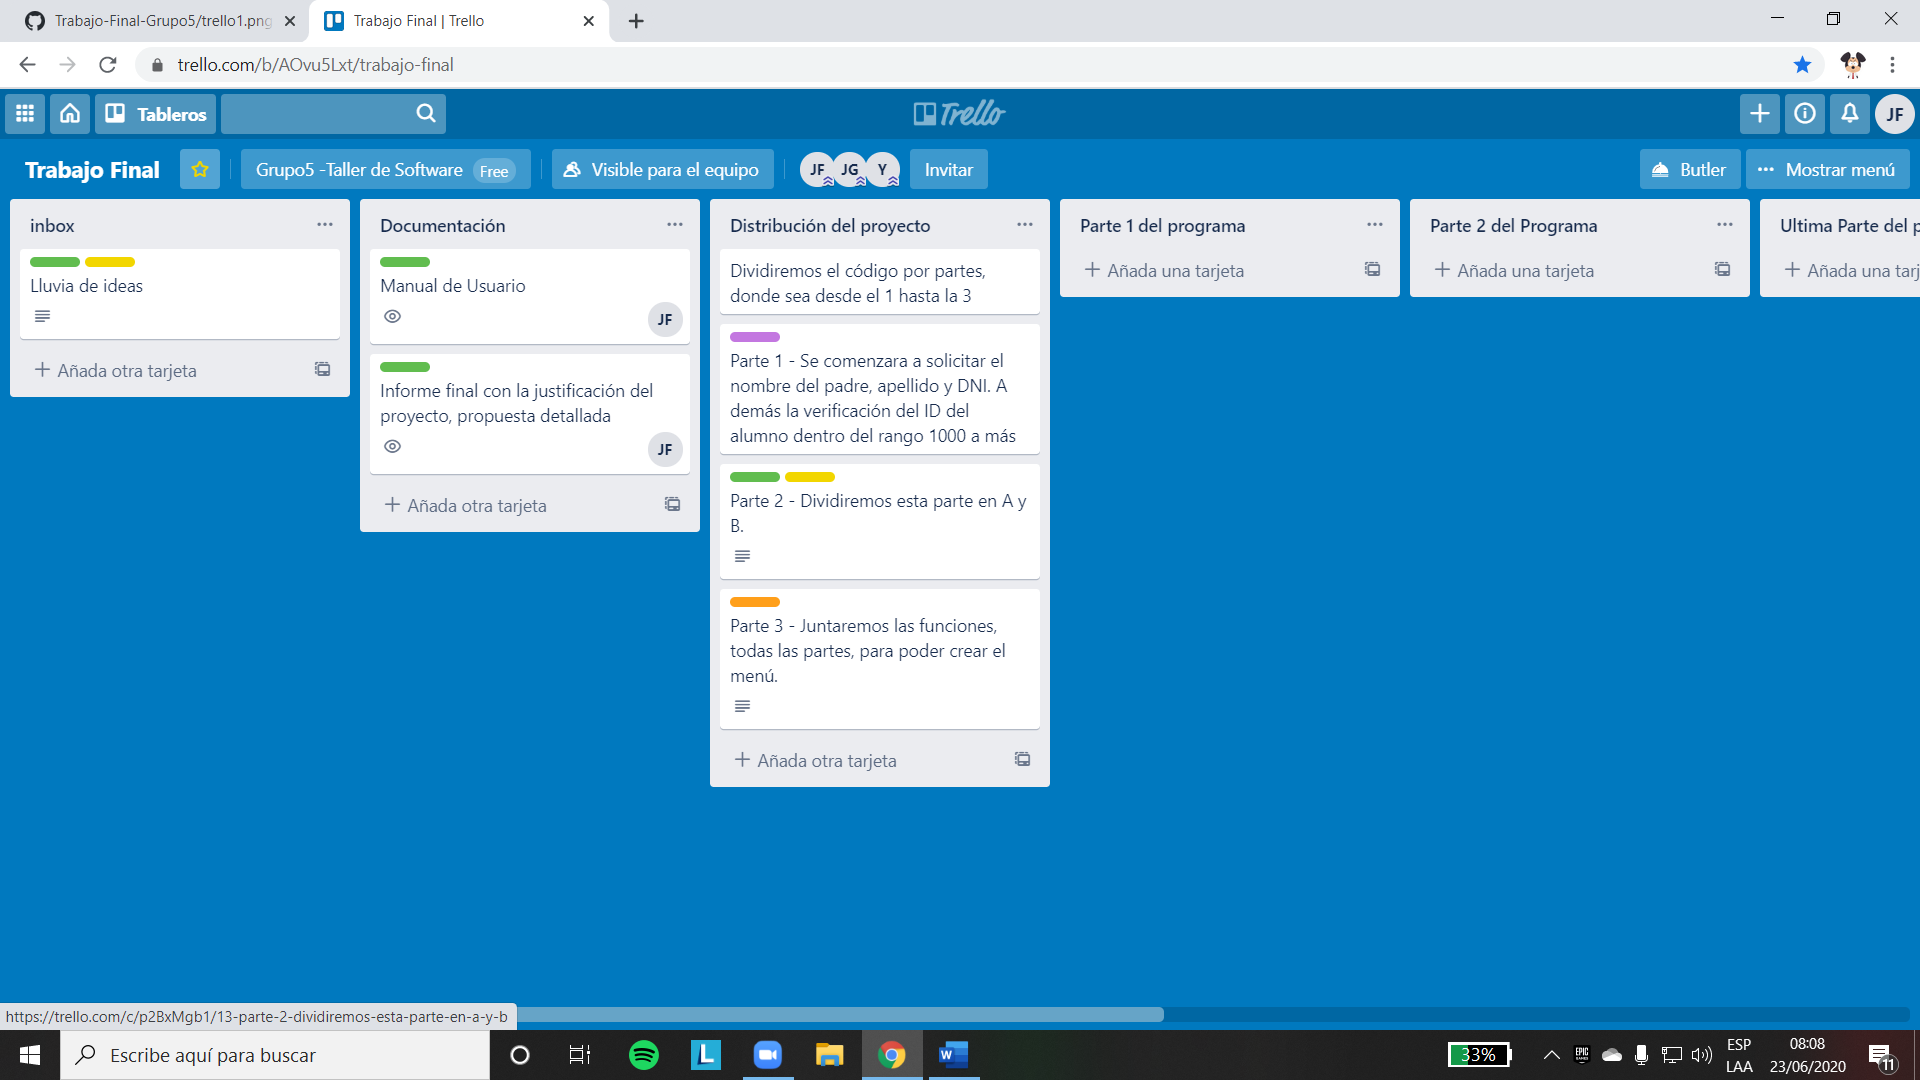 Trabajo-Final-Grupo5/trello1.png
Trabajo Final | Trello
trello.com/b/AOvu5Lxt/trabajo-final
Tableros
Trello
JF
Trabajo Final
Grupo5 -Taller de Software Free
Visible para el equipo
JF JG Y
Invitar
Butler
Mostrar menú
inbox
Lluvia de ideas
Añada otra tarjeta
Documentación
Manual de Usuario
JF
Informe final con la justificación del
proyecto, propuesta detallada
JF
Añada otra tarjeta
Distribución del proyecto
Dividiremos el código por partes,
donde sea desde el 1 hasta la 3
Parte 1 - Se comenzara a solicitar el
nombre del padre, apellido y DNI. A
demás la verificación del ID del
alumno dentro del rango 1000 a más
Parte 2 - Dividiremos esta parte en A y
B.
Parte 3 - Juntaremos las funciones,
todas las partes, para poder crear el
menú.
Añada otra tarjeta
Parte 1 del programa
Añada una tarjeta
Parte 2 del Programa
Añada una tarjeta
Ultima Parte del p
Añada una tarj
https://trello.com/c/p2BxMgb1/13-parte-2-dividiremos-esta-parte-en-a-y-b
Escribe aquí para buscar
L
W
33%
EPIC
GAMES
ESP
LAA
08:08
23/06/2020
11